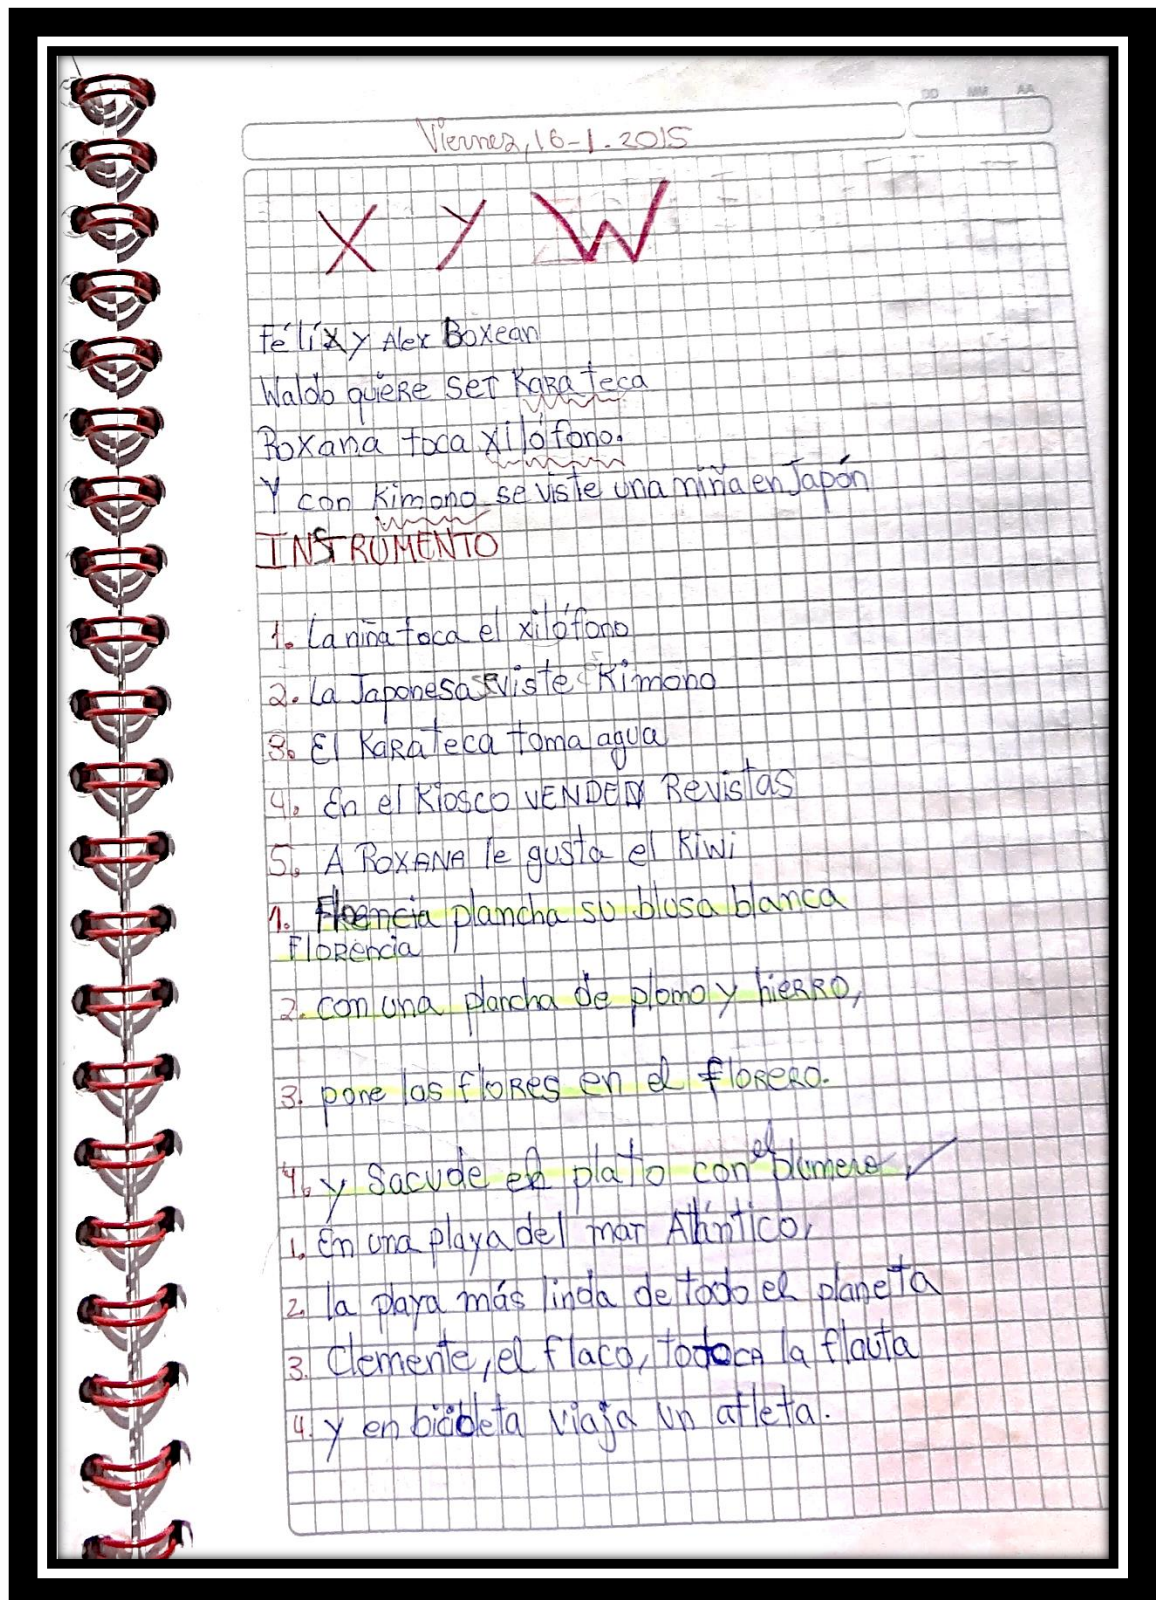 DD MM AA
Viernez, 16-1-2015
X Y W
Félix y Alex Boxean
Waldo quieRe ser KaRateca
Roxana toca xilófono.
Y con Kimono se viste una niña en Japón
INSTRUMENTO
1. La niña toca el xilófono
2. La Japonesa viste Kimono
3. El KaRateca toma agua
4. En el Kiosco VENDEN Revistas
5. A ROXANA le gusta el Kiwi
1. plancha su blusa blanca
FloRencia
2. con una plancha de plomo y hieRRo,
3. pone las floRes en el floReRo.
4. y Sacude el plato con el plumero
1. En una playa del mar Atlántico,
2. la playa más linda de todo el planeta
3. Clemente, el flaco, totoca la flauta
4. y en bicicleta viaja un atleta.